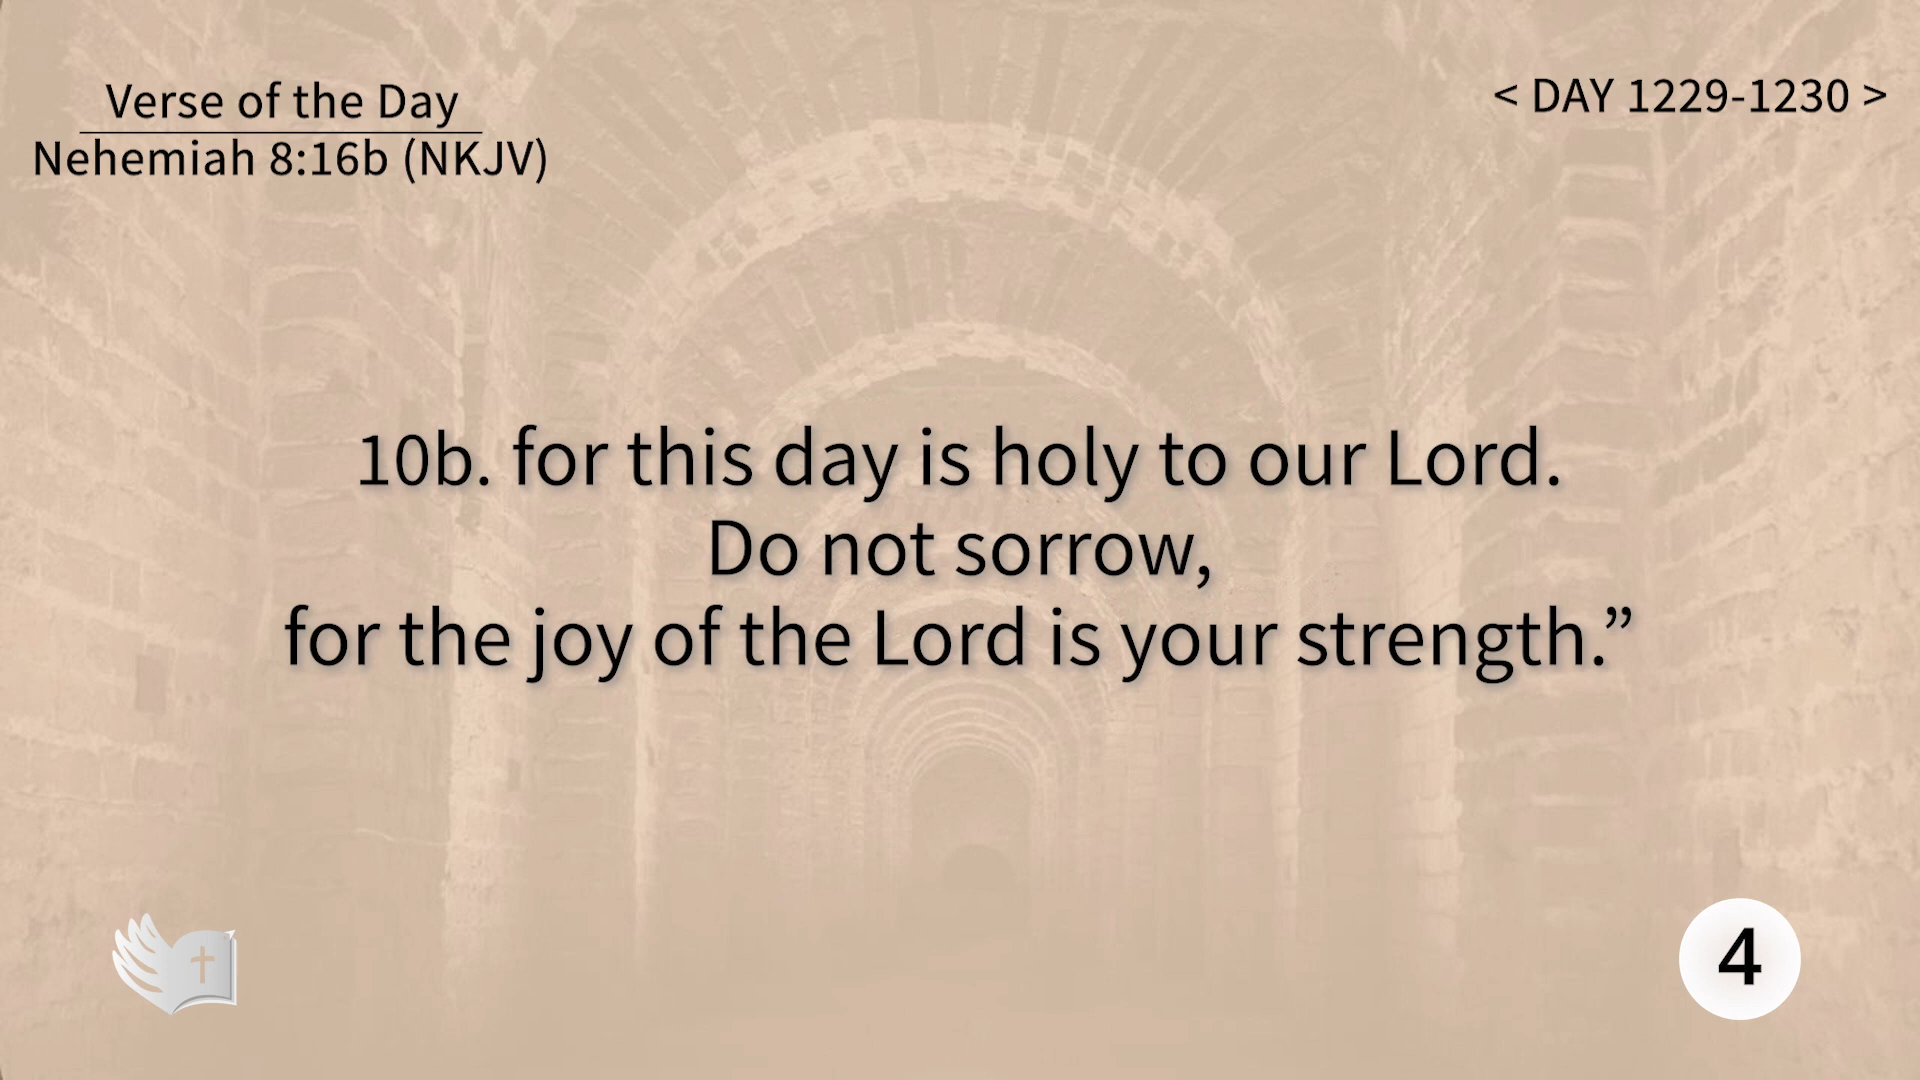 Verse of the Day
Nehemiah 8:16b (NKJV)
< DAY 1229-1230 >
10b. for this day is holy to our Lord.
Do not sorrow,
for the joy of the Lord is your strength.”
4